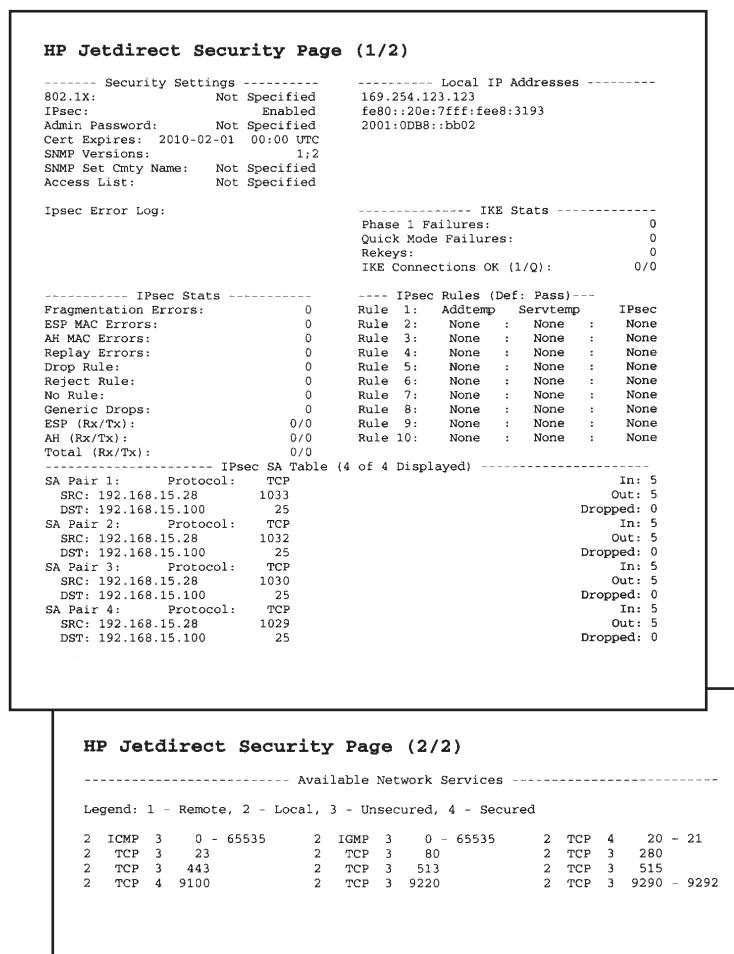 HP Jetdirect Security Page (1/2)
------- Security Settings ----------    ---------- Local IP Addresses ---------
802.1X: Not Specified    169.254.123.123
IPsec: Enabled    fe80::20e:7fff:fee8:3193
Admin Password: Not Specified    2001:0DB8::bb02
Cert Expires: 2010-02-01 00:00 UTC
SNMP Versions: 1;2
SNMP Set Cmty Name: Not Specified
Access List: Not Specified
Ipsec Error Log:    --------------- IKE Stats -------------
Phase 1 Failures: 0
Quick Mode Failures: 0
Rekeys: 0
IKE Connections OK (1/Q): 0/0
----------- IPsec Stats -----------    ---- IPsec Rules (Def: Pass)---
Fragmentation Errors: 0    Rule 1: Addtemp Servtemp IPsec
ESP MAC Errors: 0    Rule 2: None : None : None
AH MAC Errors: 0    Rule 3: None : None : None
Replay Errors: 0    Rule 4: None : None : None
Drop Rule: 0    Rule 5: None : None : None
Reject Rule: 0    Rule 6: None : None : None
No Rule: 0    Rule 7: None : None : None
Generic Drops: 0    Rule 8: None : None : None
ESP (Rx/Tx): 0/0    Rule 9: None : None : None
AH (Rx/Tx): 0/0    Rule 10: None : None : None
Total (Rx/Tx): 0/0
---------------------- IPsec SA Table (4 of 4 Displayed) ----------------------
SA Pair 1: Protocol: TCP    In: 5
SRC: 192.168.15.28 1033    Out: 5
DST: 192.168.15.100 25    Dropped: 0
SA Pair 2: Protocol: TCP    In: 5
SRC: 192.168.15.28 1032    Out: 5
DST: 192.168.15.100 25    Dropped: 0
SA Pair 3: Protocol: TCP    In: 5
SRC: 192.168.15.28 1030    Out: 5
DST: 192.168.15.100 25    Dropped: 0
SA Pair 4: Protocol: TCP    In: 5
SRC: 192.168.15.28 1029    Out: 5
DST: 192.168.15.100 25    Dropped: 0
HP Jetdirect Security Page (2/2)
-------------------------- Available Network Services --------------------------
Legend: 1 - Remote, 2 - Local, 3 - Unsecured, 4 - Secured
2 ICMP 3 0 - 65535    2 IGMP 3 0 - 65535    2 TCP 4 20 - 21
2 TCP 3 23    2 TCP 3 80    2 TCP 3 280
2 TCP 3 443    2 TCP 3 513    2 TCP 3 515
2 TCP 4 9100    2 TCP 3 9220    2 TCP 3 9290 - 9292